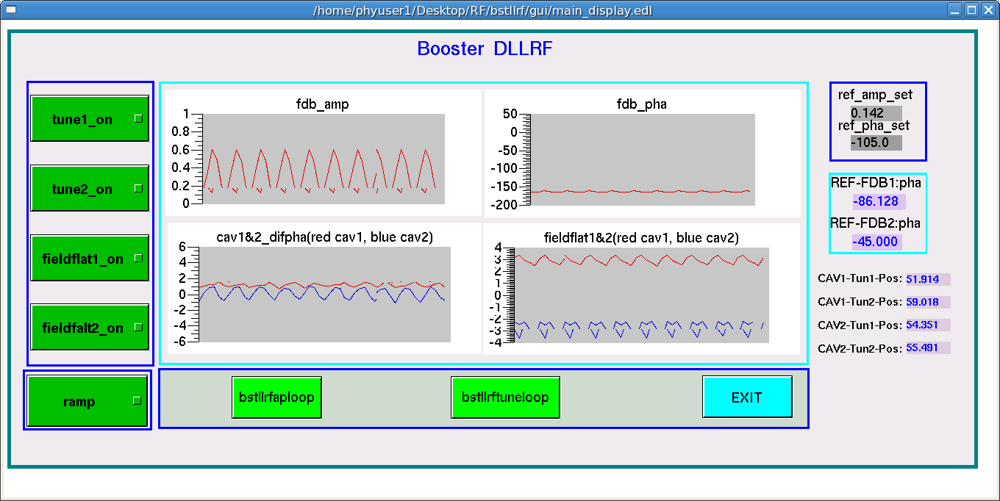 /home/phyuser1/Desktop/RF/bstllrf/gui/main_display.edl
Booster DLLRF
tune1_on
tune2_on
fieldflat1_on
fieldfalt2_on
ramp
fdb_amp
1
0.8
0.6
0.4
0.2
0
fdb_pha
50
0
-50
-100
-150
-200
cav1&2_difpha(red cav1, blue cav2)
6
4
2
0
-2
-4
-6
fieldflat1&2(red cav1, blue cav2)
4
3
2
1
0
-1
-2
-3
-4
bstllrfaploop
bstllrftuneloop
EXIT
ref_amp_set
0.142
ref_pha_set
-105.0
REF-FDB1:pha
-86.128
REF-FDB2:pha
-45.000
CAV1-Tun1-Pos: 51.914
CAV1-Tun2-Pos: 59.018
CAV2-Tun1-Pos: 54.351
CAV2-Tun2-Pos: 55.491